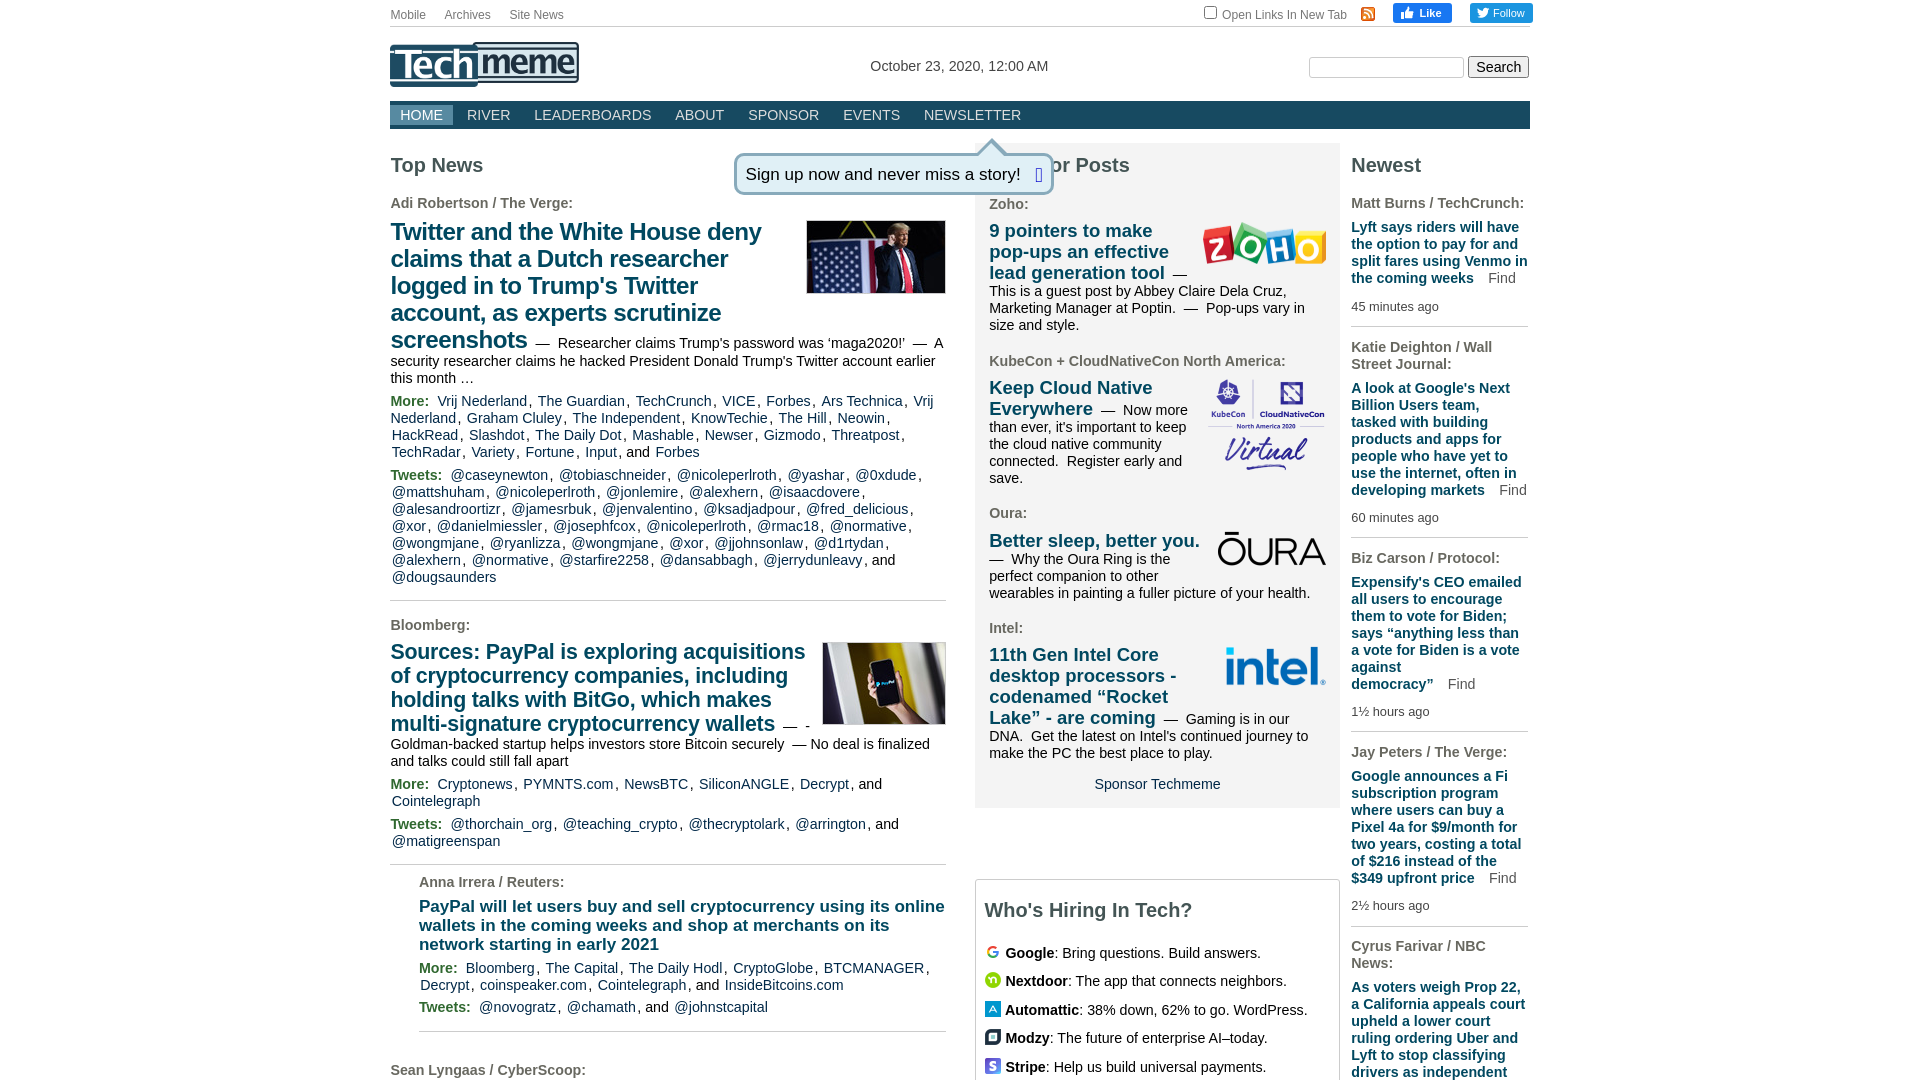 Mobile Archives Site News
Open Links In New Tab
Like
Follow
Techmeme
October 23, 2020, 12:00 AM
Search
HOME RIVER LEADERBOARDS ABOUT SPONSOR EVENTS NEWSLETTER
Sign up now and never miss a story!
Top News
Adi Robertson / The Verge:
Twitter and the White House deny
claims that a Dutch researcher
logged in to Trump's Twitter
account, as experts scrutinize
screenshots — Researcher claims Trump's password was ‘maga2020!’ — A
security researcher claims he hacked President Donald Trump's Twitter account earlier
this month …
More: Vrij Nederland, The Guardian, TechCrunch, VICE, Forbes, Ars Technica, Vrij
Nederland, Graham Cluley, The Independent, KnowTechie, The Hill, Neowin,
HackRead, Slashdot, The Daily Dot, Mashable, Newser, Gizmodo, Threatpost,
TechRadar, Variety, Fortune, Input, and Forbes
Tweets: @caseynewton, @tobiaschneider, @nicoleperlroth, @yashar, @0xdude,
@mattshuham, @nicoleperlroth, @jonlemire, @alexhern, @isaacdovere,
@alesandroortizr, @jamesrbuk, @jenvalentino, @ksadjadpour, @fred_delicious,
@xor, @danielmiessler, @josephfcox, @nicoleperlroth, @rmac18, @normative,
@wongmjane, @ryanlizza, @wongmjane, @xor, @jjohnsonlaw, @d1rtydan,
@alexhern, @normative, @starfire2258, @dansabbagh, @jerrydunleavy, and
@dougsaunders
Bloomberg:
Sources: PayPal is exploring acquisitions
of cryptocurrency companies, including
holding talks with BitGo, which makes
multi-signature cryptocurrency wallets — -
Goldman-backed startup helps investors store Bitcoin securely — No deal is finalized
and talks could still fall apart
More: Cryptonews, PYMNTS.com, NewsBTC, SiliconANGLE, Decrypt, and
Cointelegraph
Tweets: @thorchain_org, @teaching_crypto, @thecryptolark, @arrington, and
@matigreenspan
Anna Irrera / Reuters:
PayPal will let users buy and sell cryptocurrency using its online
wallets in the coming weeks and shop at merchants on its
network starting in early 2021
More: Bloomberg, The Capital, The Daily Hodl, CryptoGlobe, BTCMANAGER,
Decrypt, coinspeaker.com, Cointelegraph, and InsideBitcoins.com
Tweets: @novogratz, @chamath, and @johnstcapital
Sean Lyngaas / CyberScoop:
or Posts
Zoho:
9 pointers to make
pop-ups an effective
lead generation tool —
This is a guest post by Abbey Claire Dela Cruz,
Marketing Manager at Poptin. — Pop-ups vary in
size and style.
ZOHO
KubeCon + CloudNativeCon North America:
Keep Cloud Native
Everywhere — Now more
than ever, it's important to keep
the cloud native community
connected. Register early and
save.
KubeCon CloudNativeCon
North America 2020
Virtual
Oura:
Better sleep, better you.
— Why the Oura Ring is the
perfect companion to other
wearables in painting a fuller picture of your health.
ŌURA
Intel:
11th Gen Intel Core
desktop processors -
codenamed “Rocket
Lake” - are coming — Gaming is in our
DNA. Get the latest on Intel's continued journey to
make the PC the best place to play.
intel.
Sponsor Techmeme
Who's Hiring In Tech?
Google: Bring questions. Build answers.
Nextdoor: The app that connects neighbors.
Automattic: 38% down, 62% to go. WordPress.
Modzy: The future of enterprise AI–today.
Stripe: Help us build universal payments.
Newest
Matt Burns / TechCrunch:
Lyft says riders will have
the option to pay for and
split fares using Venmo in
the coming weeks Find
45 minutes ago
Katie Deighton / Wall
Street Journal:
A look at Google's Next
Billion Users team,
tasked with building
products and apps for
people who have yet to
use the internet, often in
developing markets Find
60 minutes ago
Biz Carson / Protocol:
Expensify's CEO emailed
all users to encourage
them to vote for Biden;
says “anything less than
a vote for Biden is a vote
against
democracy” Find
1½ hours ago
Jay Peters / The Verge:
Google announces a Fi
subscription program
where users can buy a
Pixel 4a for $9/month for
two years, costing a total
of $216 instead of the
$349 upfront price Find
2½ hours ago
Cyrus Farivar / NBC
News:
As voters weigh Prop 22,
a California appeals court
upheld a lower court
ruling ordering Uber and
Lyft to stop classifying
drivers as independent